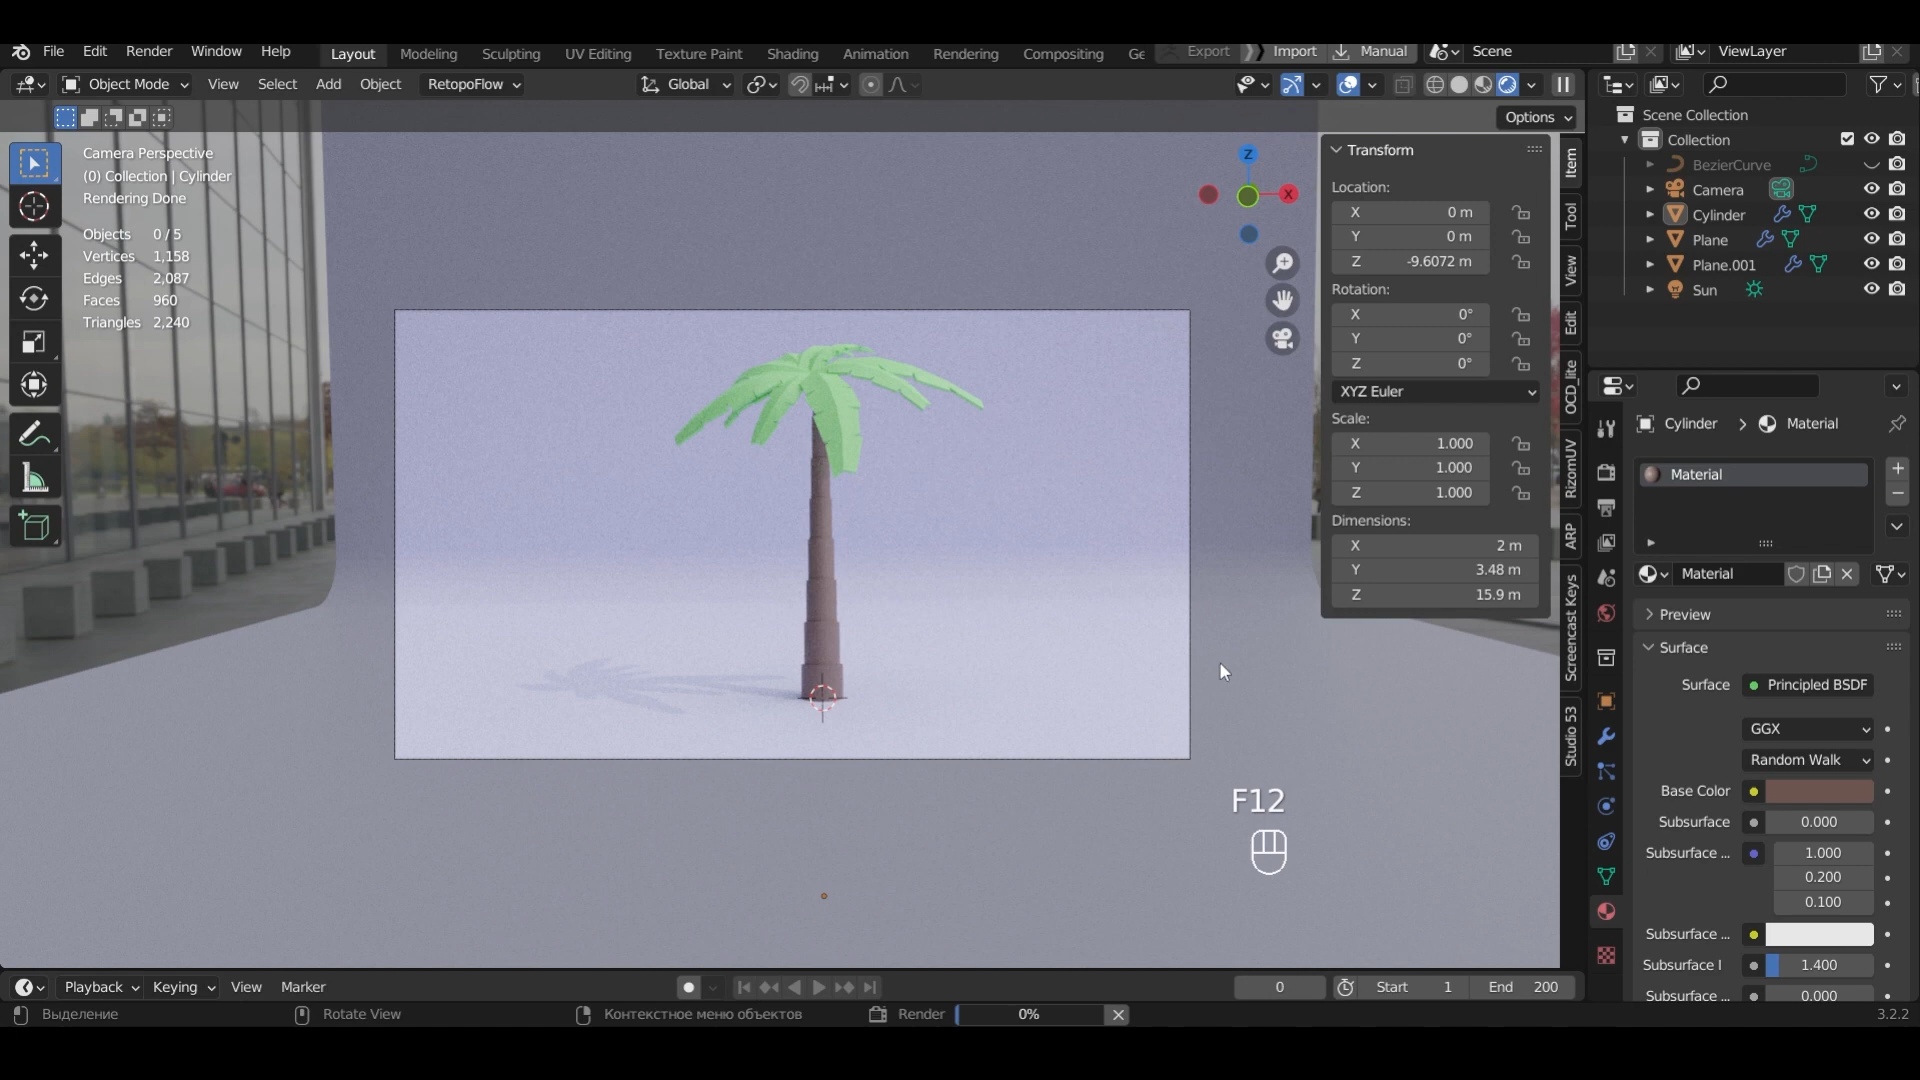 File Edit Render Window Help Layout Modeling Sculpting UV Editing Texture Paint Shading Animation Rendering Compositing Ge Export Import Manual Scene ViewLayer
Object Mode View Select Add Object RetopoFlow Global
Options
Camera Perspective
(0) Collection | Cylinder
Rendering Done
Objects 0 / 5
Vertices 1,158
Edges 2,087
Faces 960
Triangles 2,240
Z
X
Transform
Location:
X 0 m
Y 0 m
Z -9.6072 m
Rotation:
X 0°
Y 0°
Z 0°
XYZ Euler
Scale:
X 1.000
Y 1.000
Z 1.000
Dimensions:
X 2 m
Y 3.48 m
Z 15.9 m
Item
Tool
View
Edit
OCD_lite
RizomUV
ARP
Screencast Keys
Studio 53
Scene Collection
Collection
BezierCurve
Camera
Cylinder
Plane
Plane.001
Sun
Cylinder > Material
Material
Material
Preview
Surface
Surface Principled BSDF
GGX
Random Walk
Base Color
Subsurface 0.000
Subsurface ... 1.000
0.200
0.100
Subsurface ...
Subsurface I 1.400
Subsurface ... 0.000
F12
Playback Keying View Marker 0 Start 1 End 200
Выделение Rotate View Контекстное меню объектов Render 0% 3.2.2